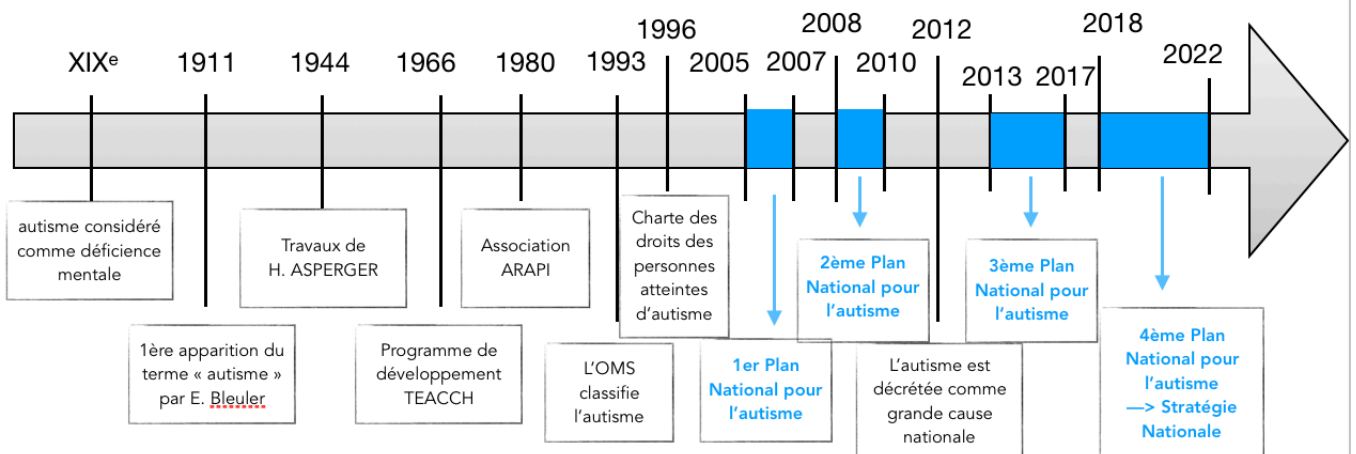 XIXᵉ
1911
1944
1966
1980
1993
1996
2005
2007
2008
2010
2012
2013
2017
2018
2022
autisme considéré
comme déficience
mentale
1ère apparition du
terme « autisme »
par E. Bleuler
Travaux de
H. ASPERGER
Programme de
développement
TEACCH
Association
ARAPI
L’OMS
classifie
l’autisme
Charte des
droits des
personnes
atteintes
d’autisme
1er Plan
National pour
l’autisme
2ème Plan
National pour
l’autisme
L’autisme est
décrétée comme
grande cause
nationale
3ème Plan
National pour
l’autisme
4ème Plan
National pour
l’autisme
—> Stratégie
Nationale